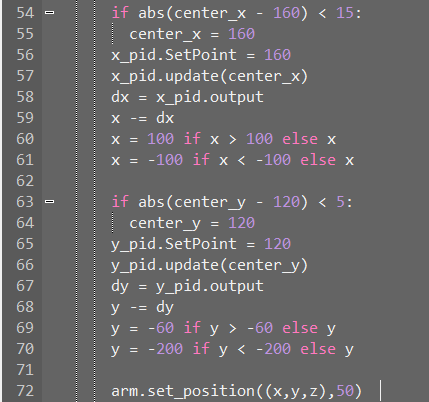 54 if abs(center_x - 160) < 15:
55 center_x = 160
56 x_pid.SetPoint = 160
57 x_pid.update(center_x)
58 dx = x_pid.output
59 x -= dx
60 x = 100 if x > 100 else x
61 x = -100 if x < -100 else x
62
63 if abs(center_y - 120) < 5:
64 center_y = 120
65 y_pid.SetPoint = 120
66 y_pid.update(center_y)
67 dy = y_pid.output
68 y -= dy
69 y = -60 if y > -60 else y
70 y = -200 if y < -200 else y
71
72 arm.set_position((x,y,z),50)